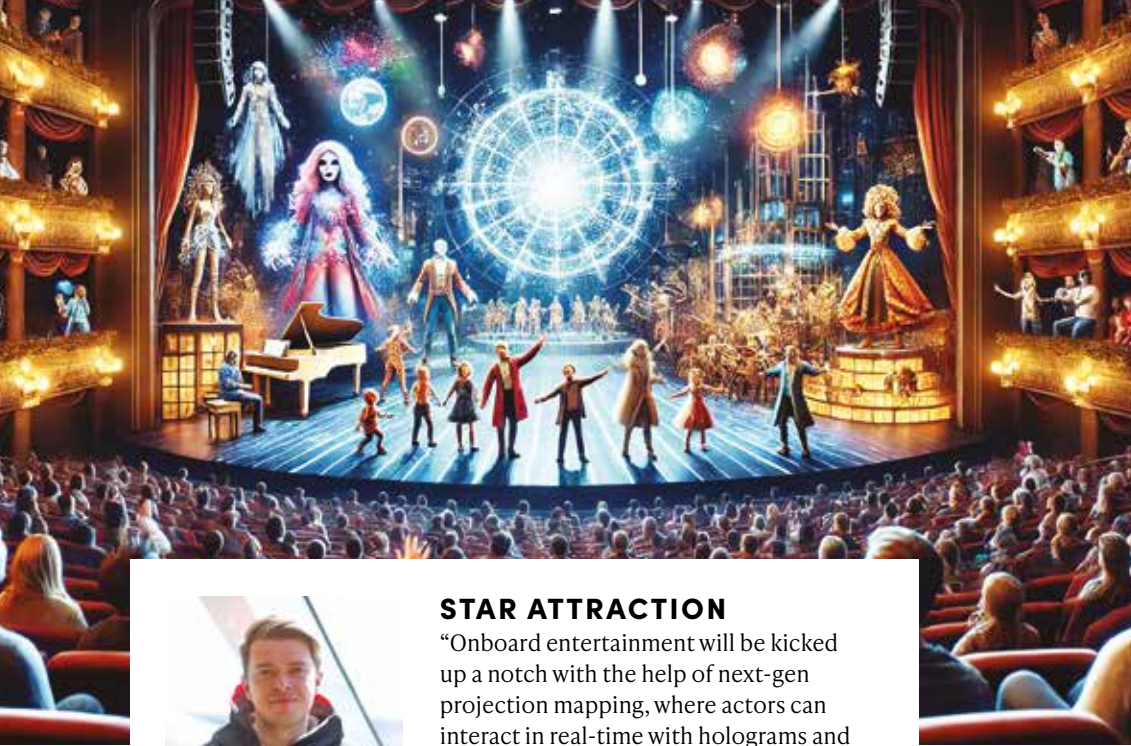 STAR ATTRACTION
“Onboard entertainment will be kicked
up a notch with the help of next-gen
projection mapping, where actors can
interact in real-time with holograms and